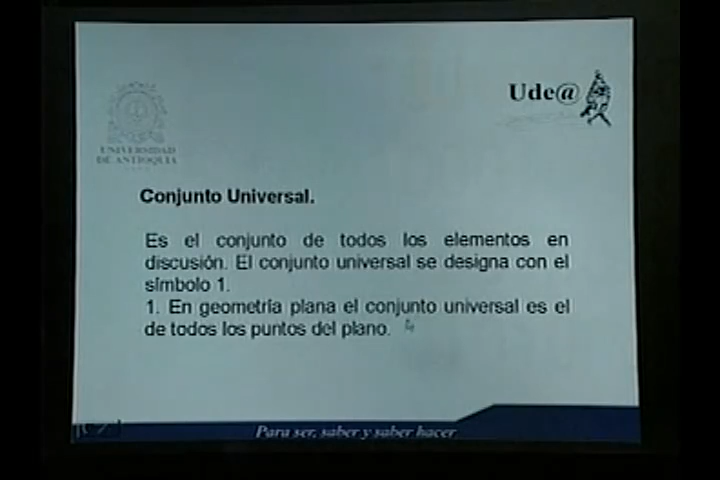 Ude@
UNIVERSIDAD
DE ANTIOQUIA
Conjunto Universal.
Es el conjunto de todos los elementos en
discusión. El conjunto universal se designa con el
símbolo 1.
1. En geometría plana el conjunto universal es el
de todos los puntos del plano.
Para ser, saber y saber hacer